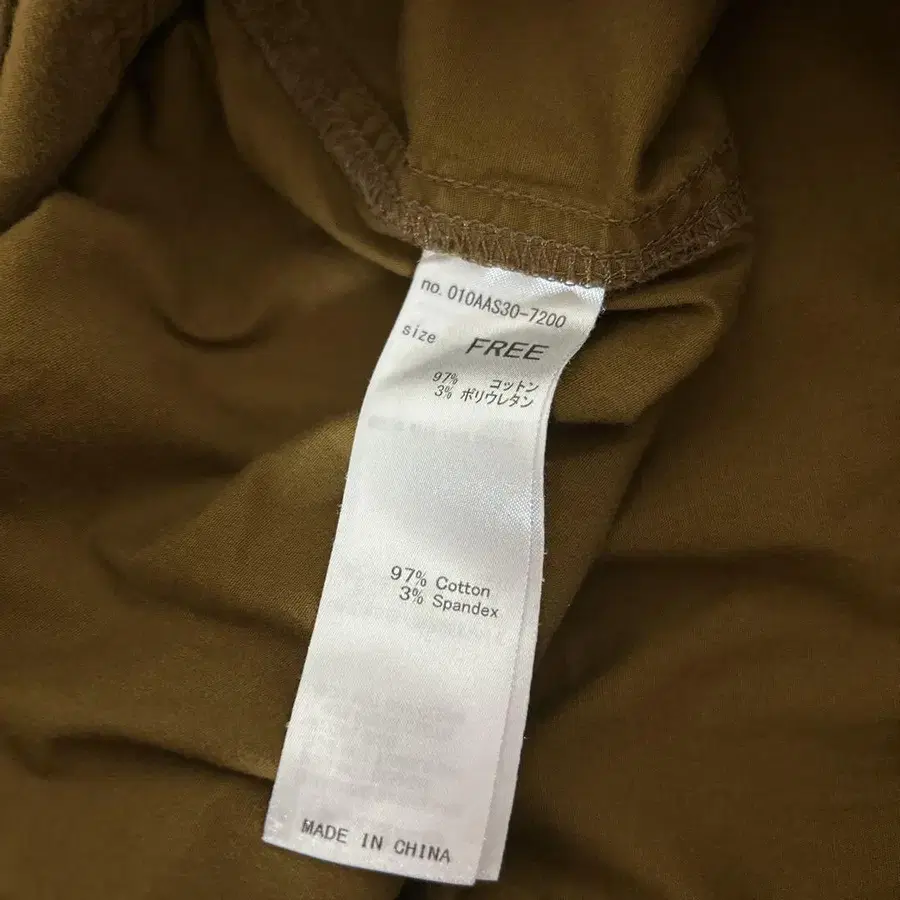 no. 010AAS30-7200
size FREE
97% コットン
3% ポリウレタン
97% Cotton
3% Spandex
MADE IN CHINA